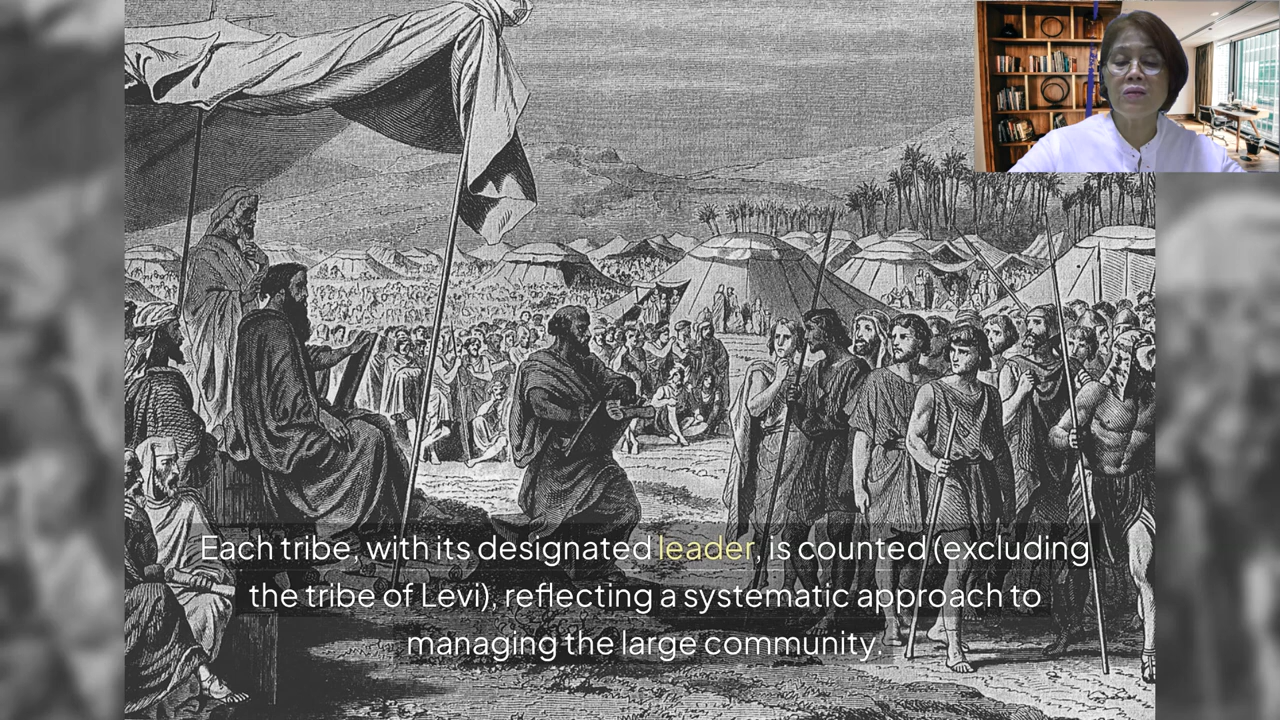 Each tribe, with its designated leader, is counted (excluding
the tribe of Levi), reflecting a systematic approach to
managing the large community.